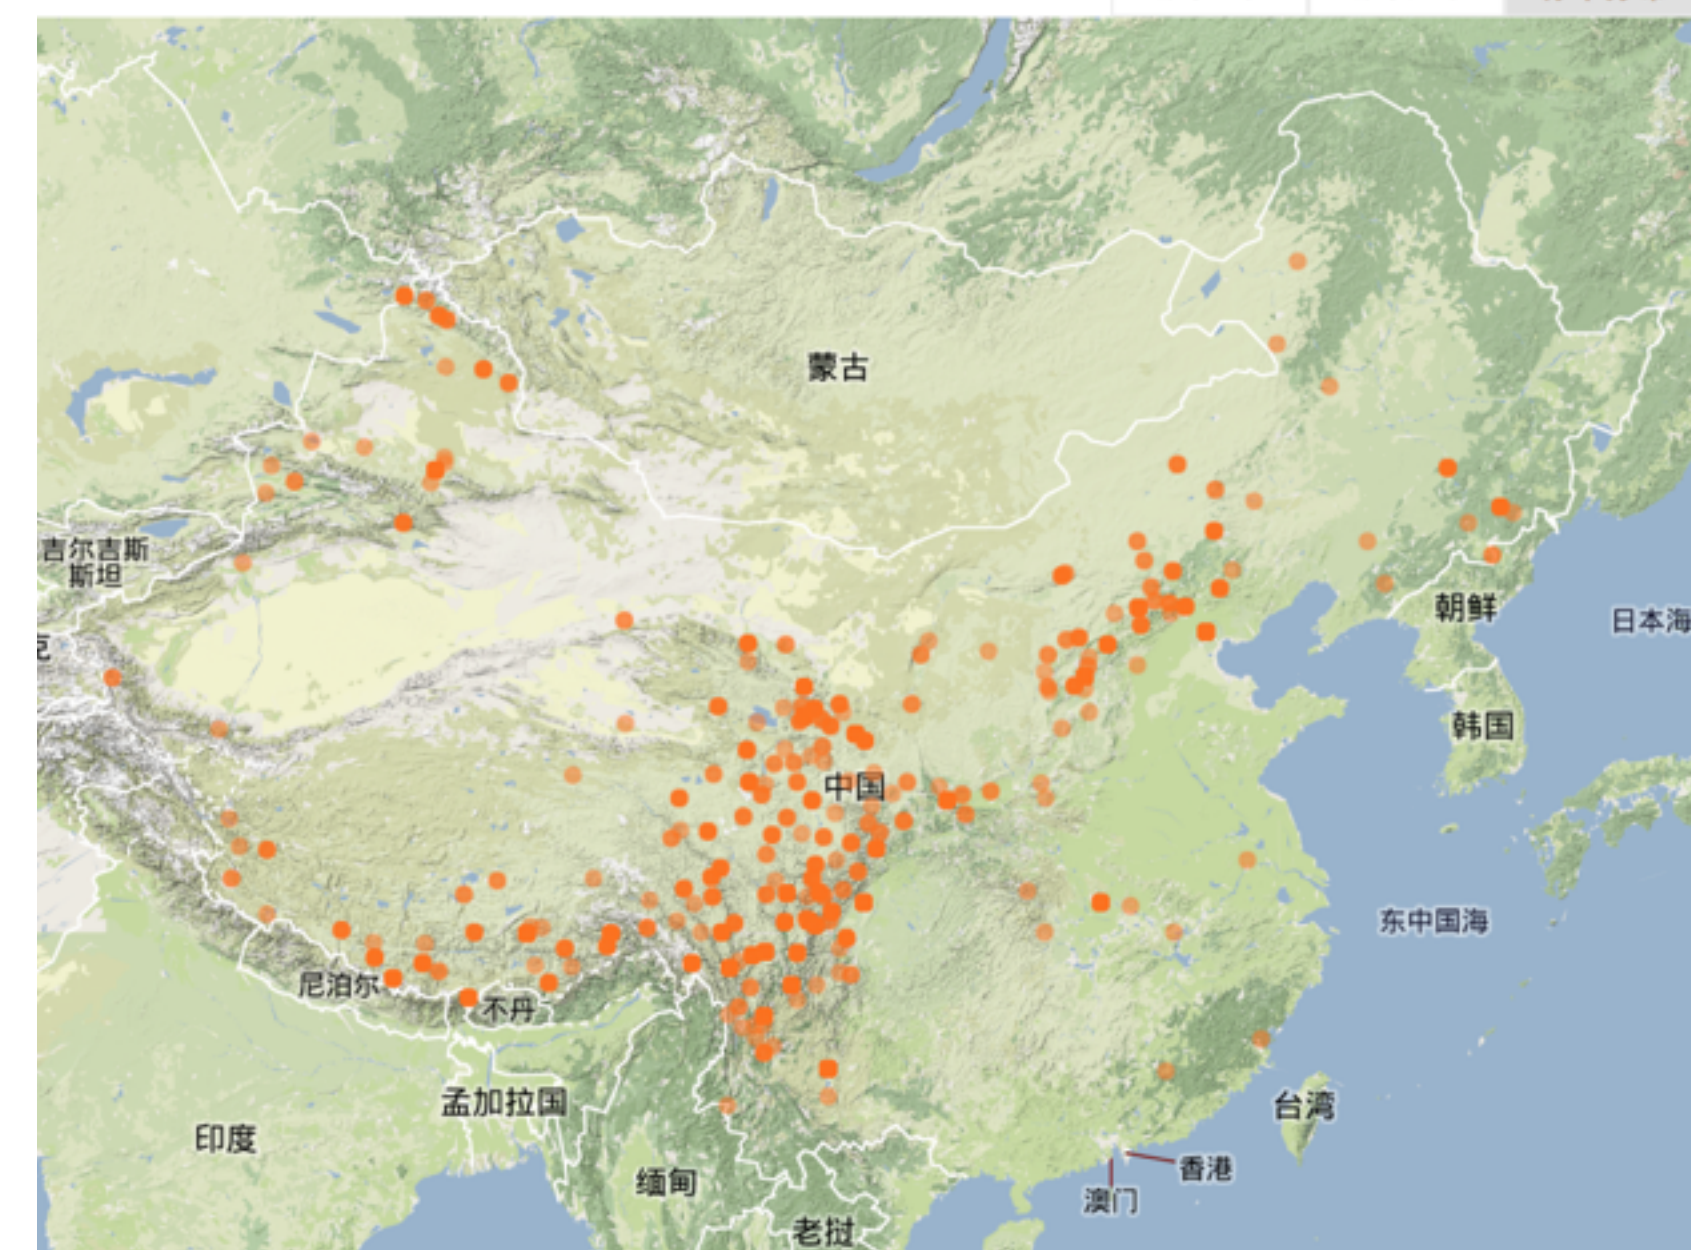 蒙古
吉尔吉斯
斯坦
克
朝鲜
日本海
韩国
中国
东中国海
尼泊尔
不丹
孟加拉国
印度
台湾
香港
澳门
缅甸
老挝